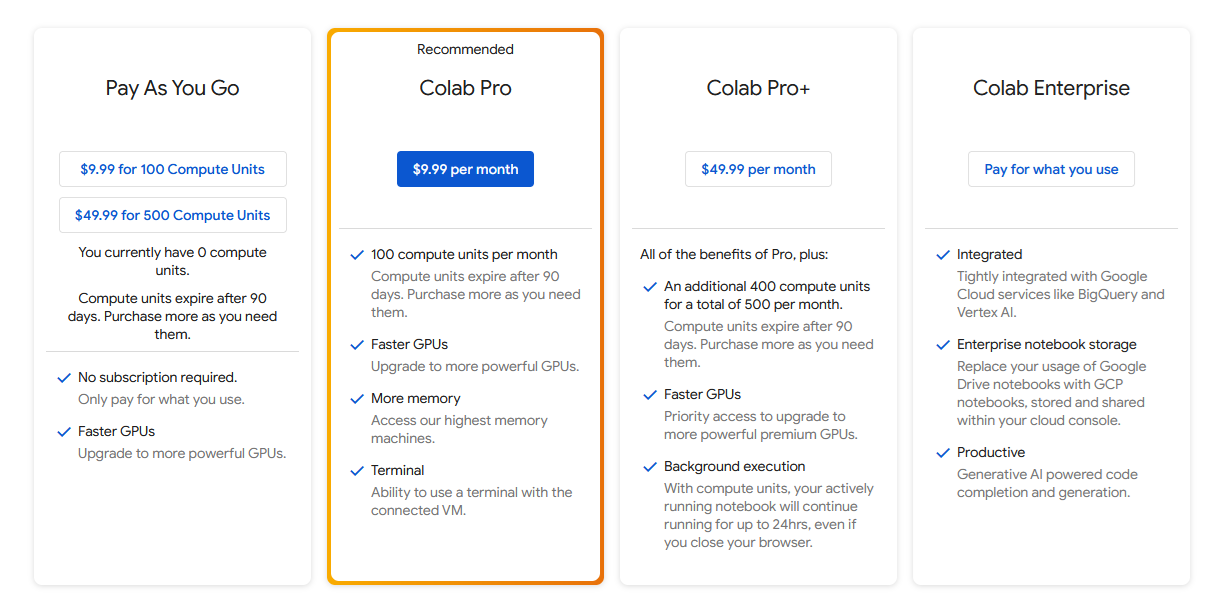 Pay As You Go
$9.99 for 100 Compute Units
$49.99 for 500 Compute Units
You currently have 0 compute
units.
Compute units expire after 90
days. Purchase more as you need
them.
No subscription required.
Only pay for what you use.
Faster GPUs
Upgrade to more powerful GPUs.
Recommended
Colab Pro
$9.99 per month
100 compute units per month
Compute units expire after 90
days. Purchase more as you need
them.
Faster GPUs
Upgrade to more powerful GPUs.
More memory
Access our highest memory
machines.
Terminal
Ability to use a terminal with the
connected VM.
Colab Pro+
$49.99 per month
All of the benefits of Pro, plus:
An additional 400 compute units
for a total of 500 per month.
Compute units expire after 90
days. Purchase more as you need
them.
Faster GPUs
Priority access to upgrade to
more powerful premium GPUs.
Background execution
With compute units, your actively
running notebook will continue
running for up to 24hrs, even if
you close your browser.
Colab Enterprise
Pay for what you use
Integrated
Tightly integrated with Google
Cloud services like BigQuery and
Vertex AI.
Enterprise notebook storage
Replace your usage of Google
Drive notebooks with GCP
notebooks, stored and shared
within your cloud console.
Productive
Generative AI powered code
completion and generation.